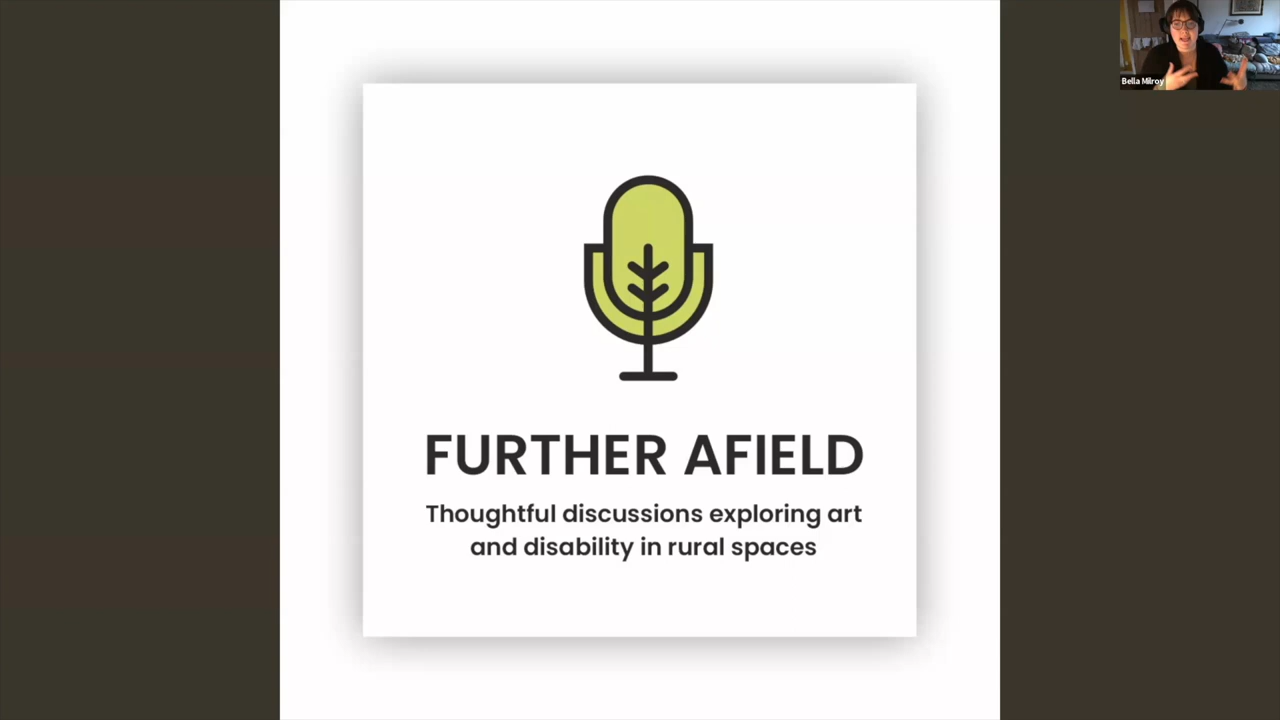 Bella Milroy
FURTHER AFIELD
Thoughtful discussions exploring art
and disability in rural spaces